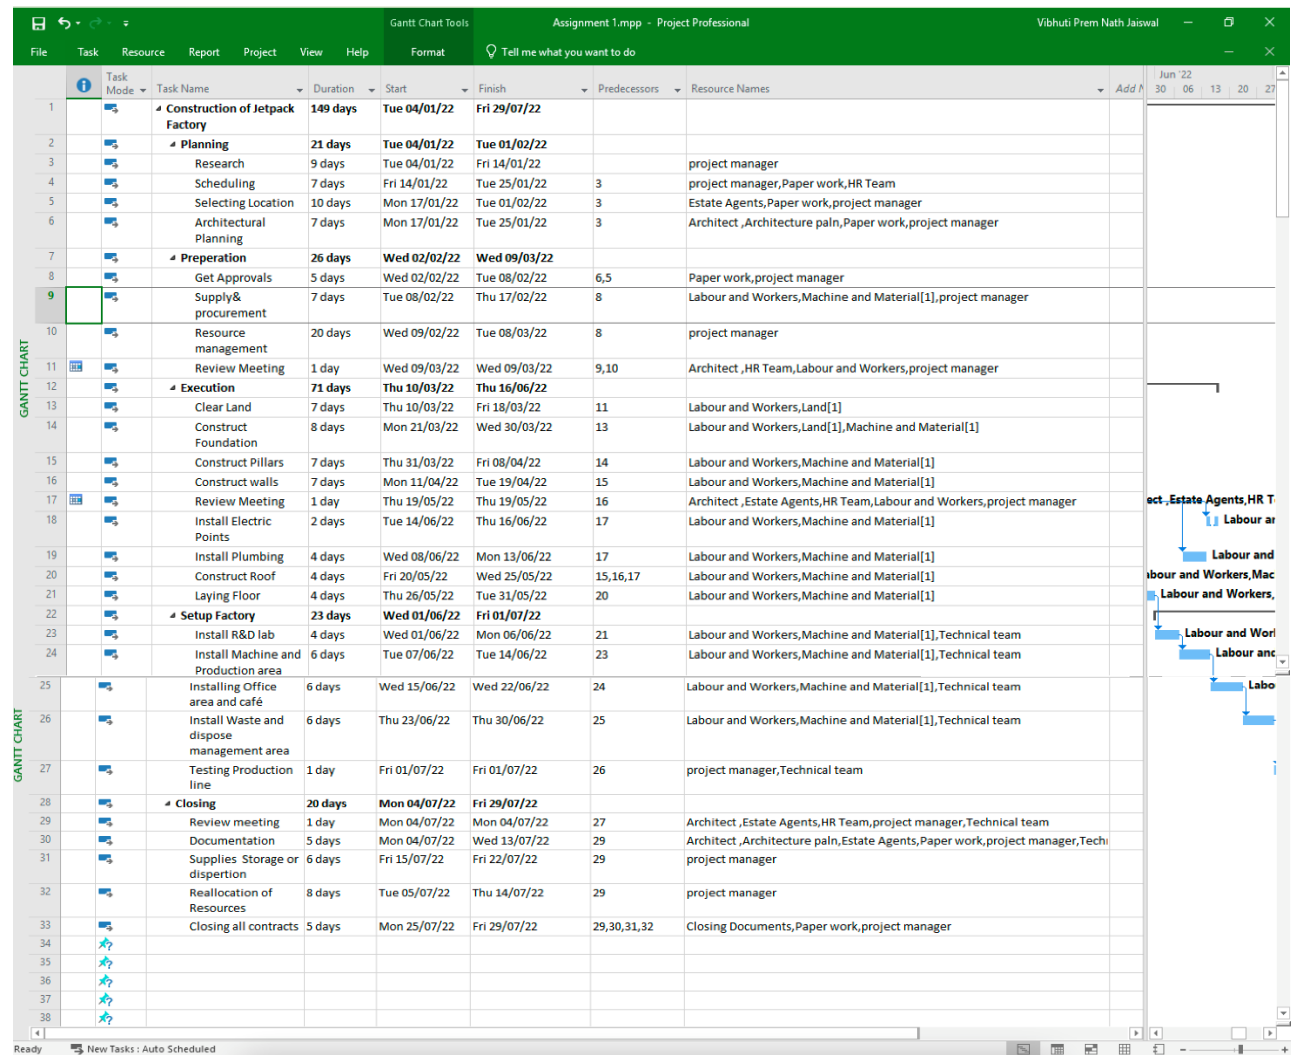 Gantt Chart Tools
Assignment 1.mpp - Project Professional
Vibhuti Prem Nath Jaiswal
File Task Resource Report Project View Help Format Tell me what you want to do
Task Mode Task Name Duration Start Finish Predecessors Resource Names Add N
Jun '22
30 06 13 20 27
1 Construction of Jetpack Factory 149 days Tue 04/01/22 Fri 29/07/22
2 Planning 21 days Tue 04/01/22 Tue 01/02/22
3 Research 9 days Tue 04/01/22 Fri 14/01/22 project manager
4 Scheduling 7 days Fri 14/01/22 Tue 25/01/22 3 project manager,Paper work,HR Team
5 Selecting Location 10 days Mon 17/01/22 Tue 01/02/22 3 Estate Agents,Paper work,project manager
6 Architectural Planning 7 days Mon 17/01/22 Tue 25/01/22 3 Architect ,Architecture paln,Paper work,project manager
7 Preperation 26 days Wed 02/02/22 Wed 09/03/22
8 Get Approvals 5 days Wed 02/02/22 Tue 08/02/22 6,5 Paper work,project manager
9 Supply& procurement 7 days Tue 08/02/22 Thu 17/02/22 8 Labour and Workers,Machine and Material[1],project manager
10 Resource management 20 days Wed 09/02/22 Tue 08/03/22 8 project manager
11 Review Meeting 1 day Wed 09/03/22 Wed 09/03/22 9,10 Architect ,HR Team,Labour and Workers,project manager
12 Execution 71 days Thu 10/03/22 Thu 16/06/22
13 Clear Land 7 days Thu 10/03/22 Fri 18/03/22 11 Labour and Workers,Land[1]
14 Construct Foundation 8 days Mon 21/03/22 Wed 30/03/22 13 Labour and Workers,Land[1],Machine and Material[1]
15 Construct Pillars 7 days Thu 31/03/22 Fri 08/04/22 14 Labour and Workers,Machine and Material[1]
16 Construct walls 7 days Mon 11/04/22 Tue 19/04/22 15 Labour and Workers,Machine and Material[1]
17 Review Meeting 1 day Thu 19/05/22 Thu 19/05/22 16 Architect ,Estate Agents,HR Team,Labour and Workers,project manager ect ,Estate Agents,HR T
18 Install Electric Points 2 days Tue 14/06/22 Thu 16/06/22 17 Labour and Workers,Machine and Material[1] Labour ar
19 Install Plumbing 4 days Wed 08/06/22 Mon 13/06/22 17 Labour and Workers,Machine and Material[1] Labour and
20 Construct Roof 4 days Fri 20/05/22 Wed 25/05/22 15,16,17 Labour and Workers,Machine and Material[1] abour and Workers,Mac
21 Laying Floor 4 days Thu 26/05/22 Tue 31/05/22 20 Labour and Workers,Machine and Material[1] Labour and Workers,
22 Setup Factory 23 days Wed 01/06/22 Fri 01/07/22
23 Install R&D lab 4 days Wed 01/06/22 Mon 06/06/22 21 Labour and Workers,Machine and Material[1],Technical team Labour and Worl
24 Install Machine and Production area 6 days Tue 07/06/22 Tue 14/06/22 23 Labour and Workers,Machine and Material[1],Technical team Labour anc
25 Installing Office area and café 6 days Wed 15/06/22 Wed 22/06/22 24 Labour and Workers,Machine and Material[1],Technical team Labo
26 Install Waste and dispose management area 6 days Thu 23/06/22 Thu 30/06/22 25 Labour and Workers,Machine and Material[1],Technical team
27 Testing Production line 1 day Fri 01/07/22 Fri 01/07/22 26 project manager,Technical team
28 Closing 20 days Mon 04/07/22 Fri 29/07/22
29 Review meeting 1 day Mon 04/07/22 Mon 04/07/22 27 Architect ,Estate Agents,HR Team,project manager,Technical team
30 Documentation 5 days Mon 04/07/22 Wed 13/07/22 29 Architect ,Architecture paln,Estate Agents,Paper work,project manager,Techi
31 Supplies Storage or dispertion 6 days Fri 15/07/22 Fri 22/07/22 29 project manager
32 Reallocation of Resources 8 days Tue 05/07/22 Thu 14/07/22 29 project manager
33 Closing all contracts 5 days Mon 25/07/22 Fri 29/07/22 29,30,31,32 Closing Documents,Paper work,project manager
34
35
36
37
38
GANTT CHART
GANTT CHART
Ready New Tasks : Auto Scheduled